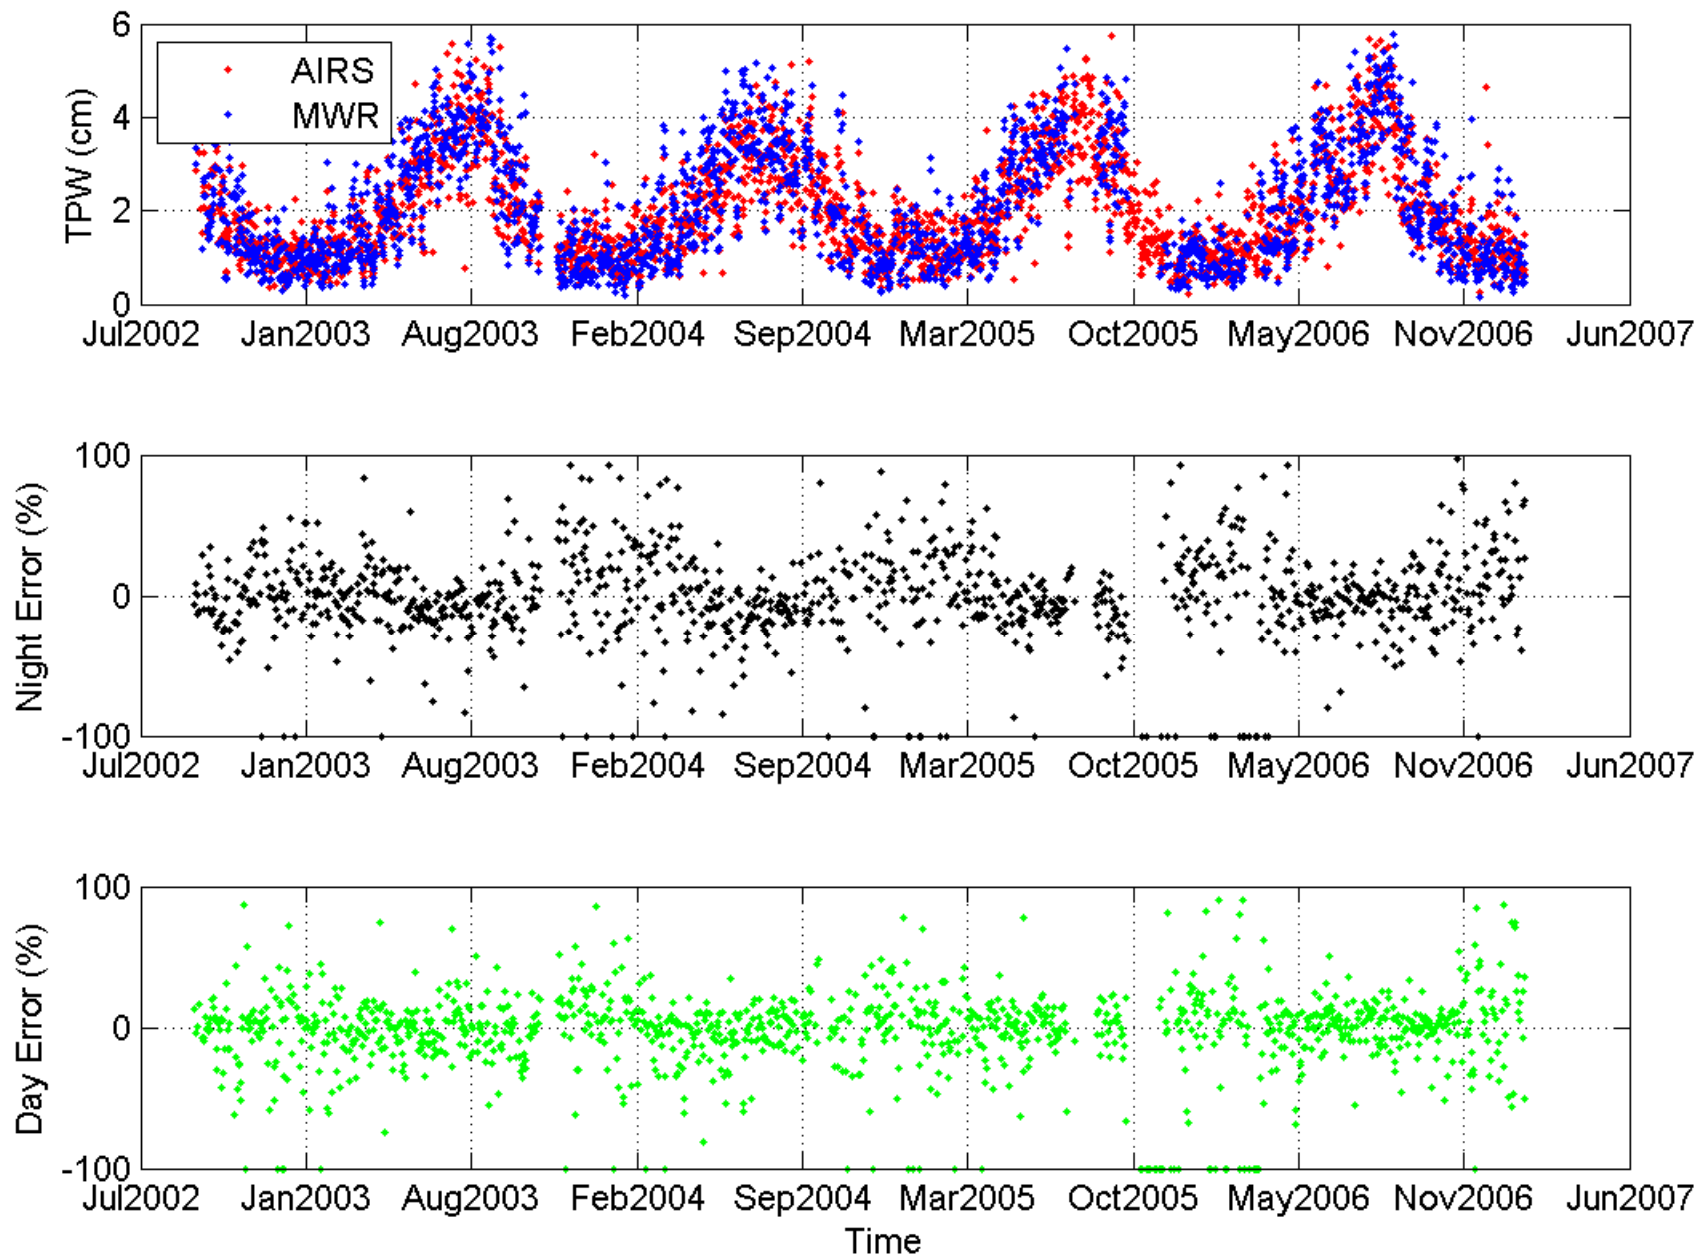 6
4
2
0
TPW (cm)
AIRS
MWR
Jul2002 Jan2003 Aug2003 Feb2004 Sep2004 Mar2005 Oct2005 May2006 Nov2006 Jun2007
100
0
-100
Night Error (%)
Jul2002 Jan2003 Aug2003 Feb2004 Sep2004 Mar2005 Oct2005 May2006 Nov2006 Jun2007
100
0
-100
Day Error (%)
Jul2002 Jan2003 Aug2003 Feb2004 Sep2004 Mar2005 Oct2005 May2006 Nov2006 Jun2007
Time